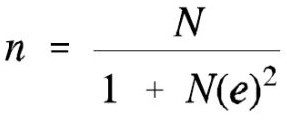 n = N / 1 + N(e)²